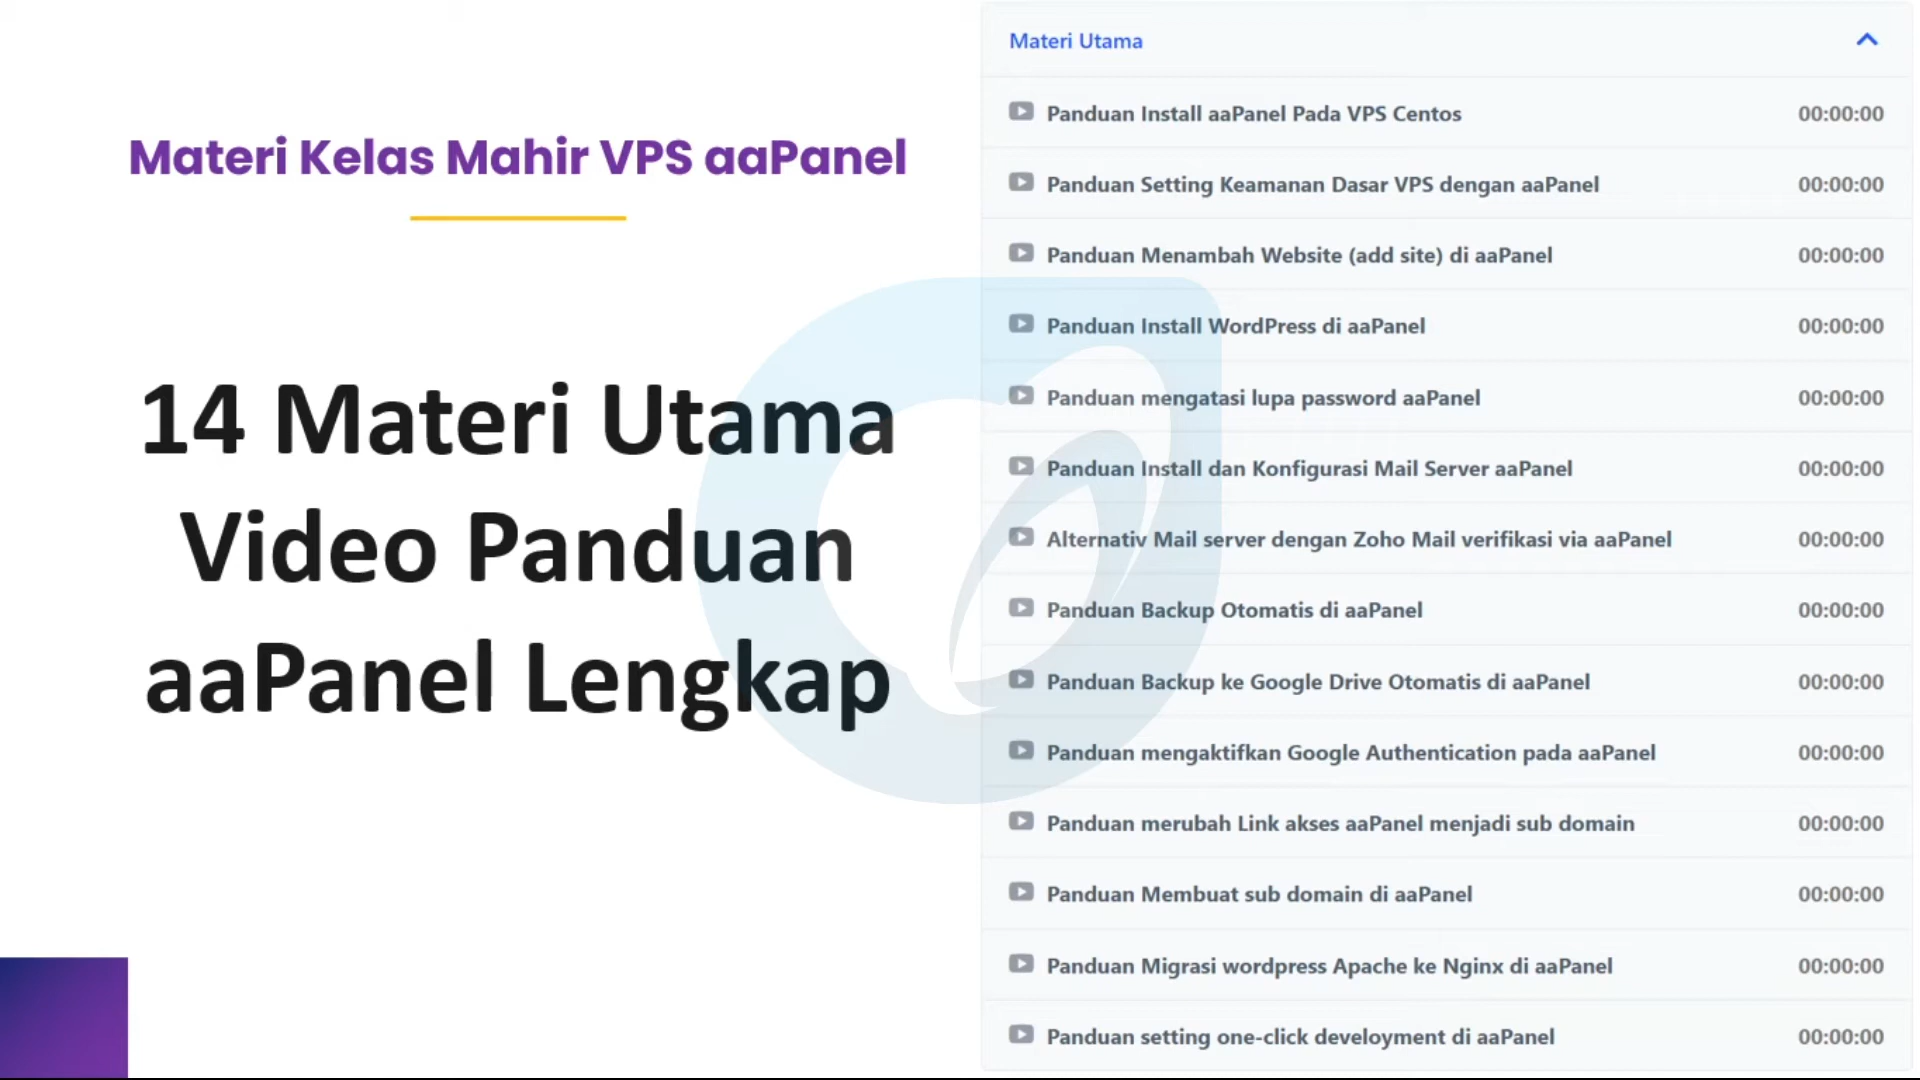 Materi Kelas Mahir VPS aaPanel
14 Materi Utama
Video Panduan
aaPanel Lengkap
Materi Utama
Panduan Install aaPanel Pada VPS Centos 00:00:00
Panduan Setting Keamanan Dasar VPS dengan aaPanel 00:00:00
Panduan Menambah Website (add site) di aaPanel 00:00:00
Panduan Install WordPress di aaPanel 00:00:00
Panduan mengatasi lupa password aaPanel 00:00:00
Panduan Install dan Konfigurasi Mail Server aaPanel 00:00:00
Alternativ Mail server dengan Zoho Mail verifikasi via aaPanel 00:00:00
Panduan Backup Otomatis di aaPanel 00:00:00
Panduan Backup ke Google Drive Otomatis di aaPanel 00:00:00
Panduan mengaktifkan Google Authentication pada aaPanel 00:00:00
Panduan merubah Link akses aaPanel menjadi sub domain 00:00:00
Panduan Membuat sub domain di aaPanel 00:00:00
Panduan Migrasi wordpress Apache ke Nginx di aaPanel 00:00:00
Panduan setting one-click develoyment di aaPanel 00:00:00